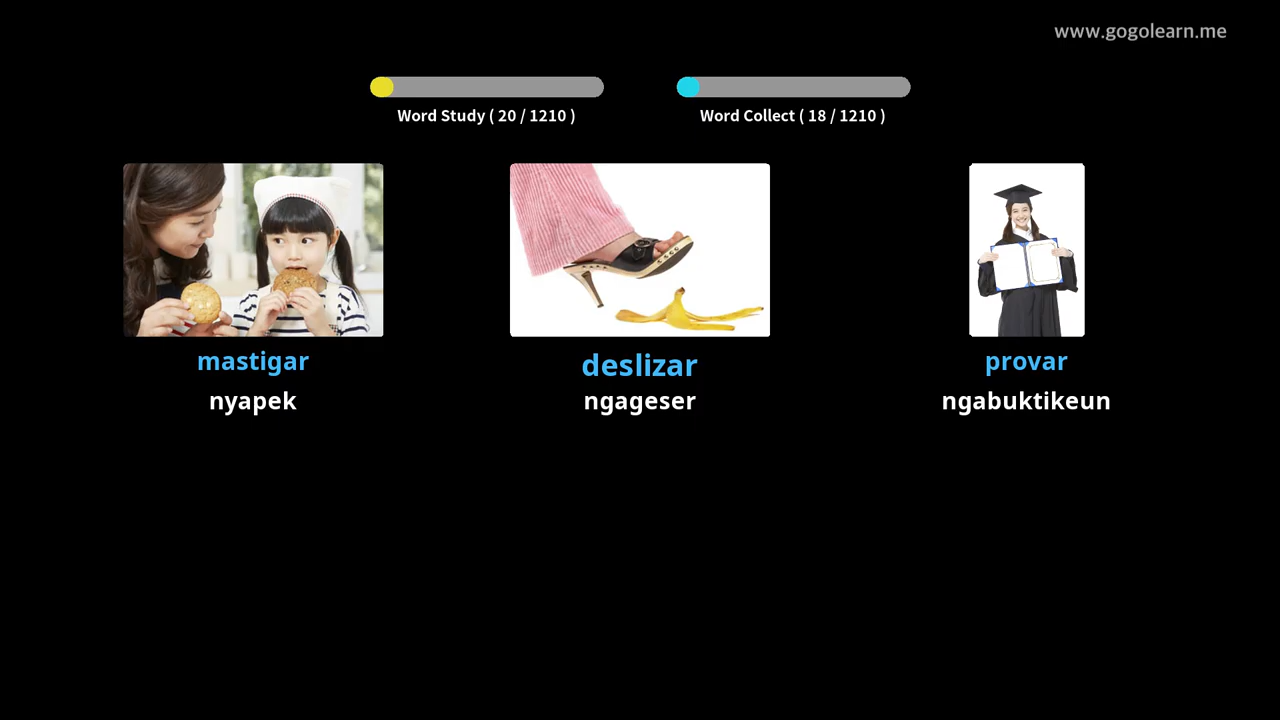 www.gogolearn.me
Word Study ( 20 / 1210 )
Word Collect ( 18 / 1210 )
mastigar
deslizar
provar
nyapek
ngageser
ngabuktikeun